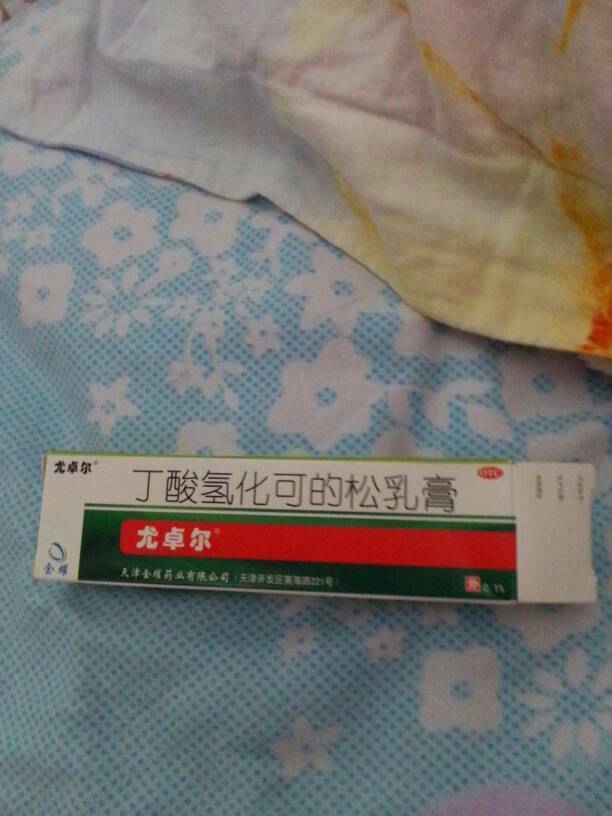 尤卓尔®
丁酸氢化可的松乳膏
OTC
尤卓尔®
金耀
天津金耀药业有限公司（天津开发区黄海路221号）
外 0.1%